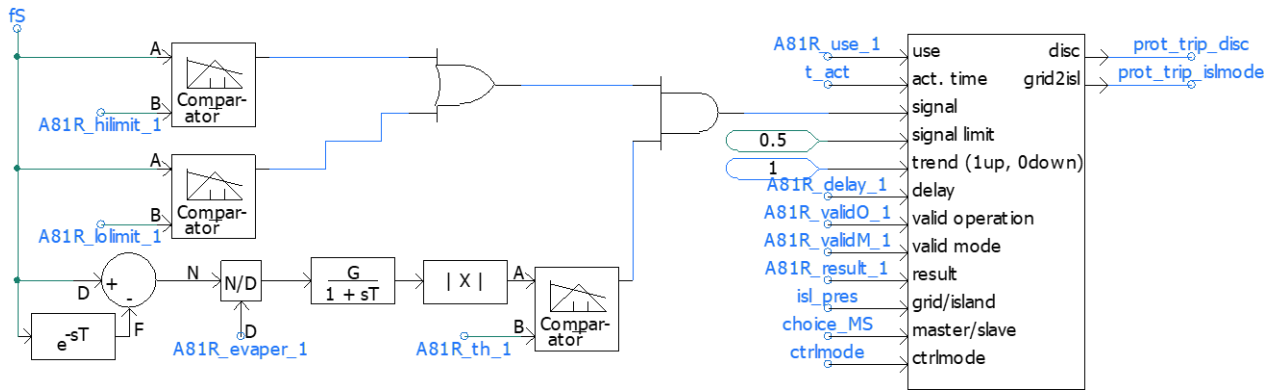 fS
A
B
Compar-
ator
A81R_hilimit_1
A
B
Compar-
ator
A81R_lolimit_1
D
+
-
F
e-sT
N
N/D
D
A81R_evaper_1
G
1 + sT
| X |
A
B
Compar-
ator
A81R_th_1
A81R_use_1
t_act
0.5
1
A81R_delay_1
A81R_validO_1
A81R_validM_1
A81R_result_1
isl_pres
choice_MS
ctrlmode
use
act. time
signal
signal limit
trend (1up, 0down)
delay
valid operation
valid mode
result
grid/island
master/slave
ctrlmode
disc
grid2isl
prot_trip_disc
prot_trip_islmode